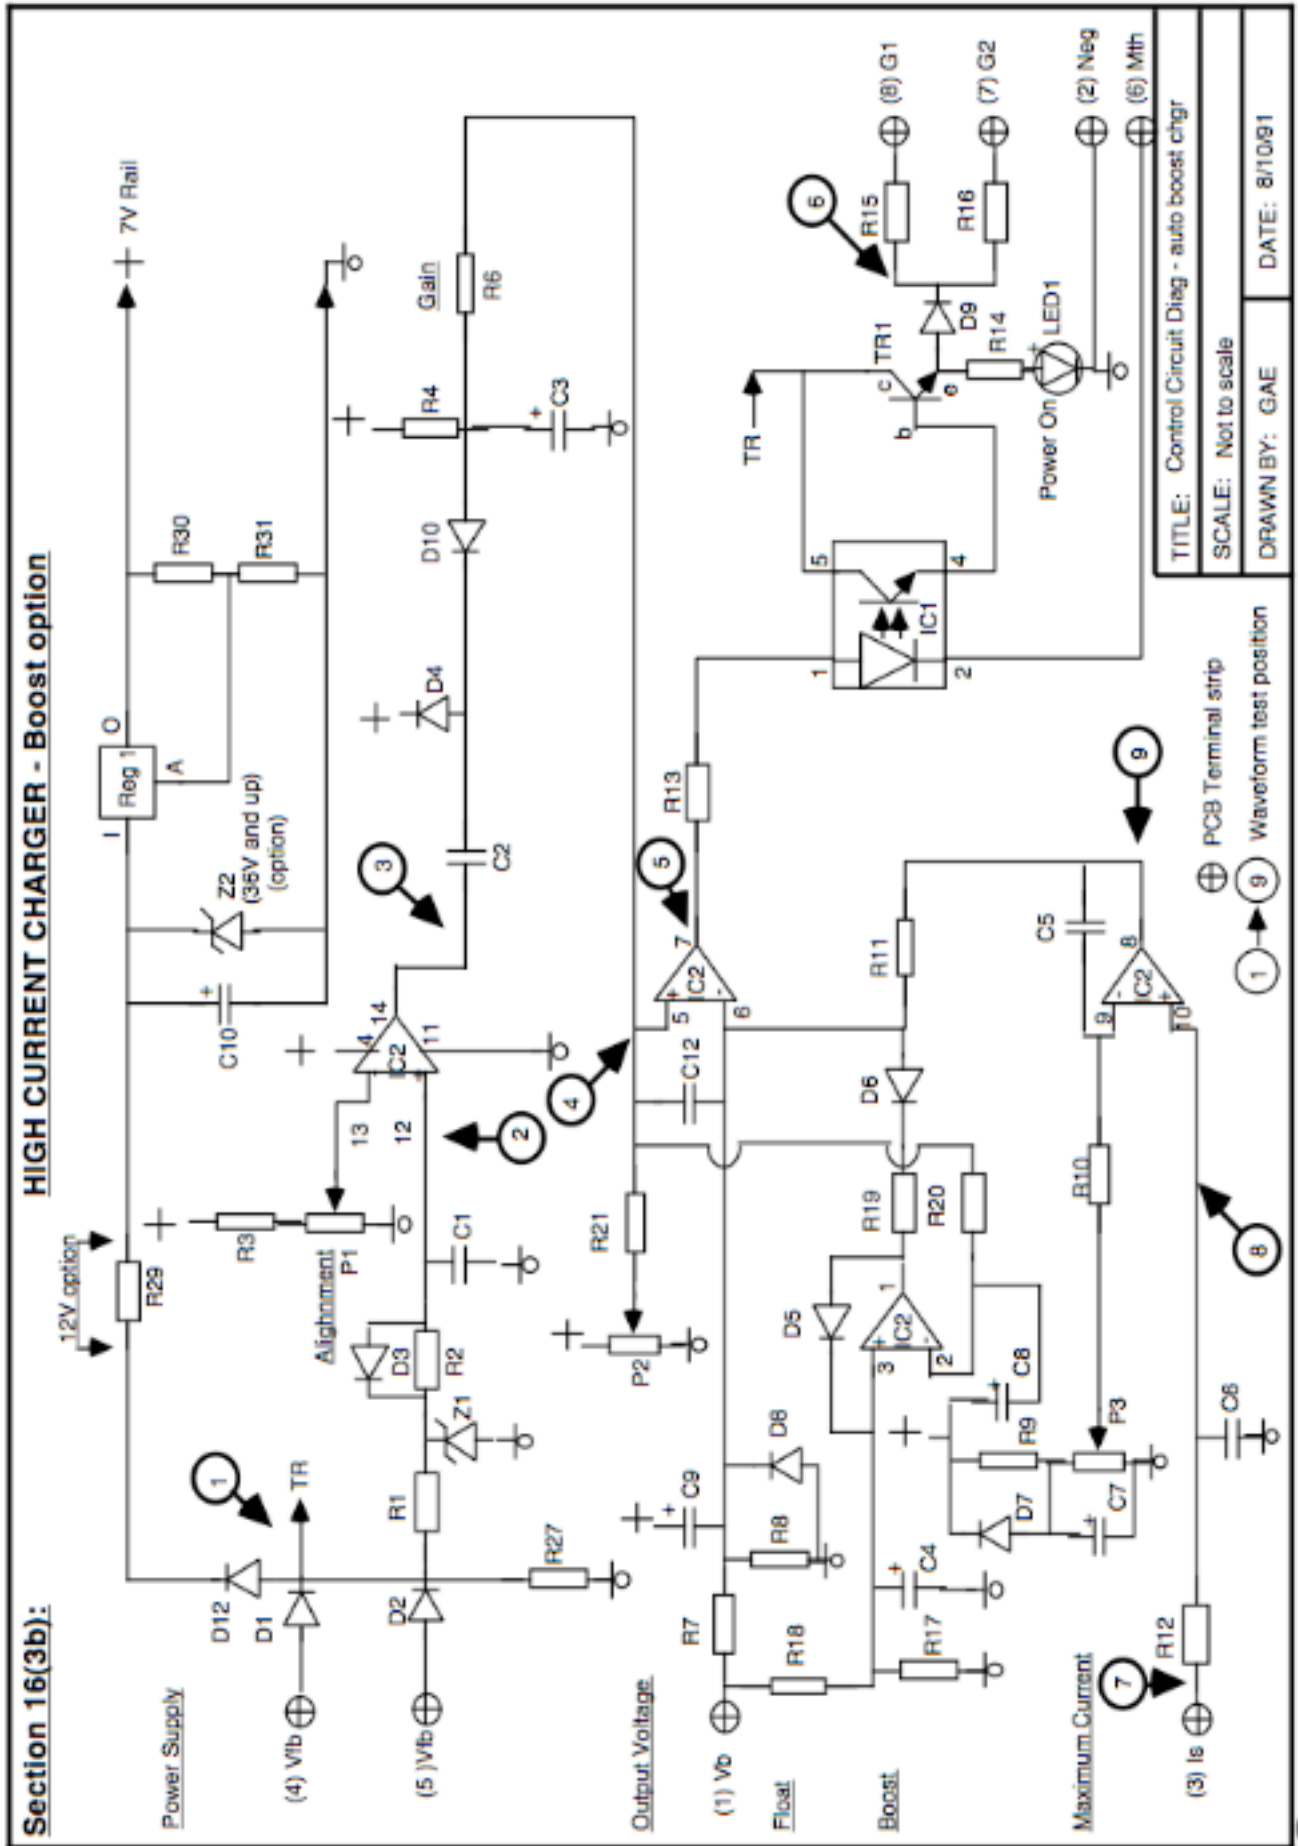 Section 16(3b):
HIGH CURRENT CHARGER - Boost option
12V option
R29
I
Reg 1
O
A
+ 7V Rail
R30
R31
Z2
(36V and up)
(option)
C10
+
Power Supply
D12
D1
(4) Vfb
1
TR
D2
(5 )Vfb
R1
Z1
D3
R2
R27
Alighnment
P1
R3
C1
13
12
4
14
11
IC2
2
3
C2
D4
D10
R4
C3
+
Gain
R6
Output Voltage
(1) Vb
R7
C9
+
R8
D8
P2
R21
4
C12
5
6
7
IC2
+
-
5
R13
1
2
5
4
IC1
TR
TR1
c
b
e
D9
R14
Power On
LED1
+
6
R15
R16
(8) G1
(7) G2
(2) Neg
(6) Mth
Float
Boost
R18
R17
C4
+
D5
3
2
1
IC2
+
-
R19
R20
D6
R11
C8
+
R9
D7
C7
+
P3
R10
Maximum Current
(3) Is
7
R12
C6
8
9
10
8
IC2
-
+
C5
9
PCB Terminal strip
1
9
Waveform test position
TITLE: Control Circuit Diag - auto boost chgr
SCALE: Not to scale
DRAWN BY: GAE
DATE: 8/10/91